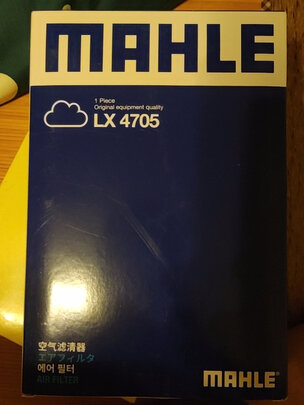 MAHLE
1 Piece
Original equipment quality
LX 4705
空气滤清器
エアフィルタ
에어 필터
AIR FILTER
MAHLE